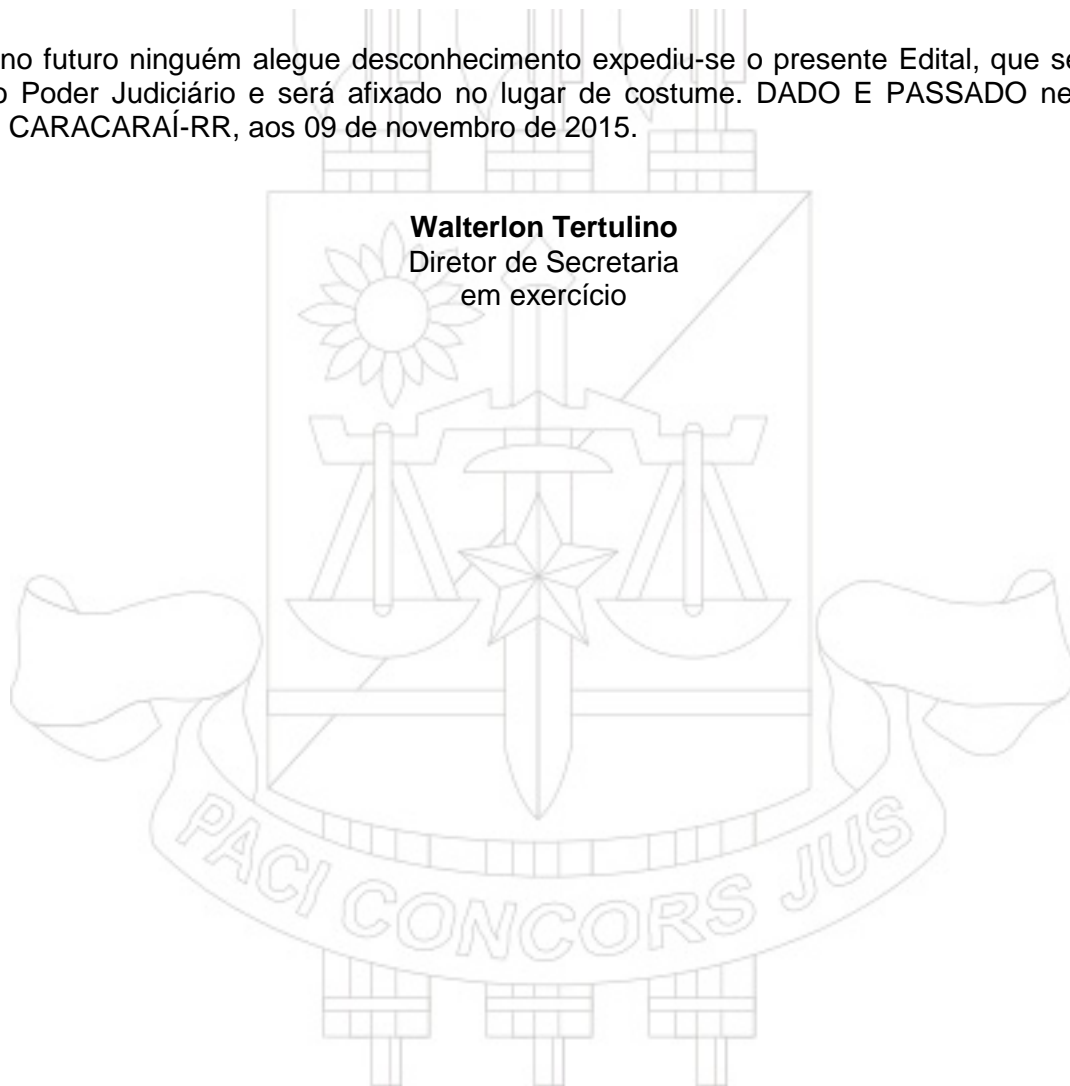 no futuro ninguém alegue desconhecimento expediu-se o presente Edital, que se
o Poder Judiciário e será afixado no lugar de costume. DADO E PASSADO ne
CARACARAÍ-RR, aos 09 de novembro de 2015.
Walterlon Tertulino
Diretor de Secretaria
em exercício
PACI CONCORS JUS